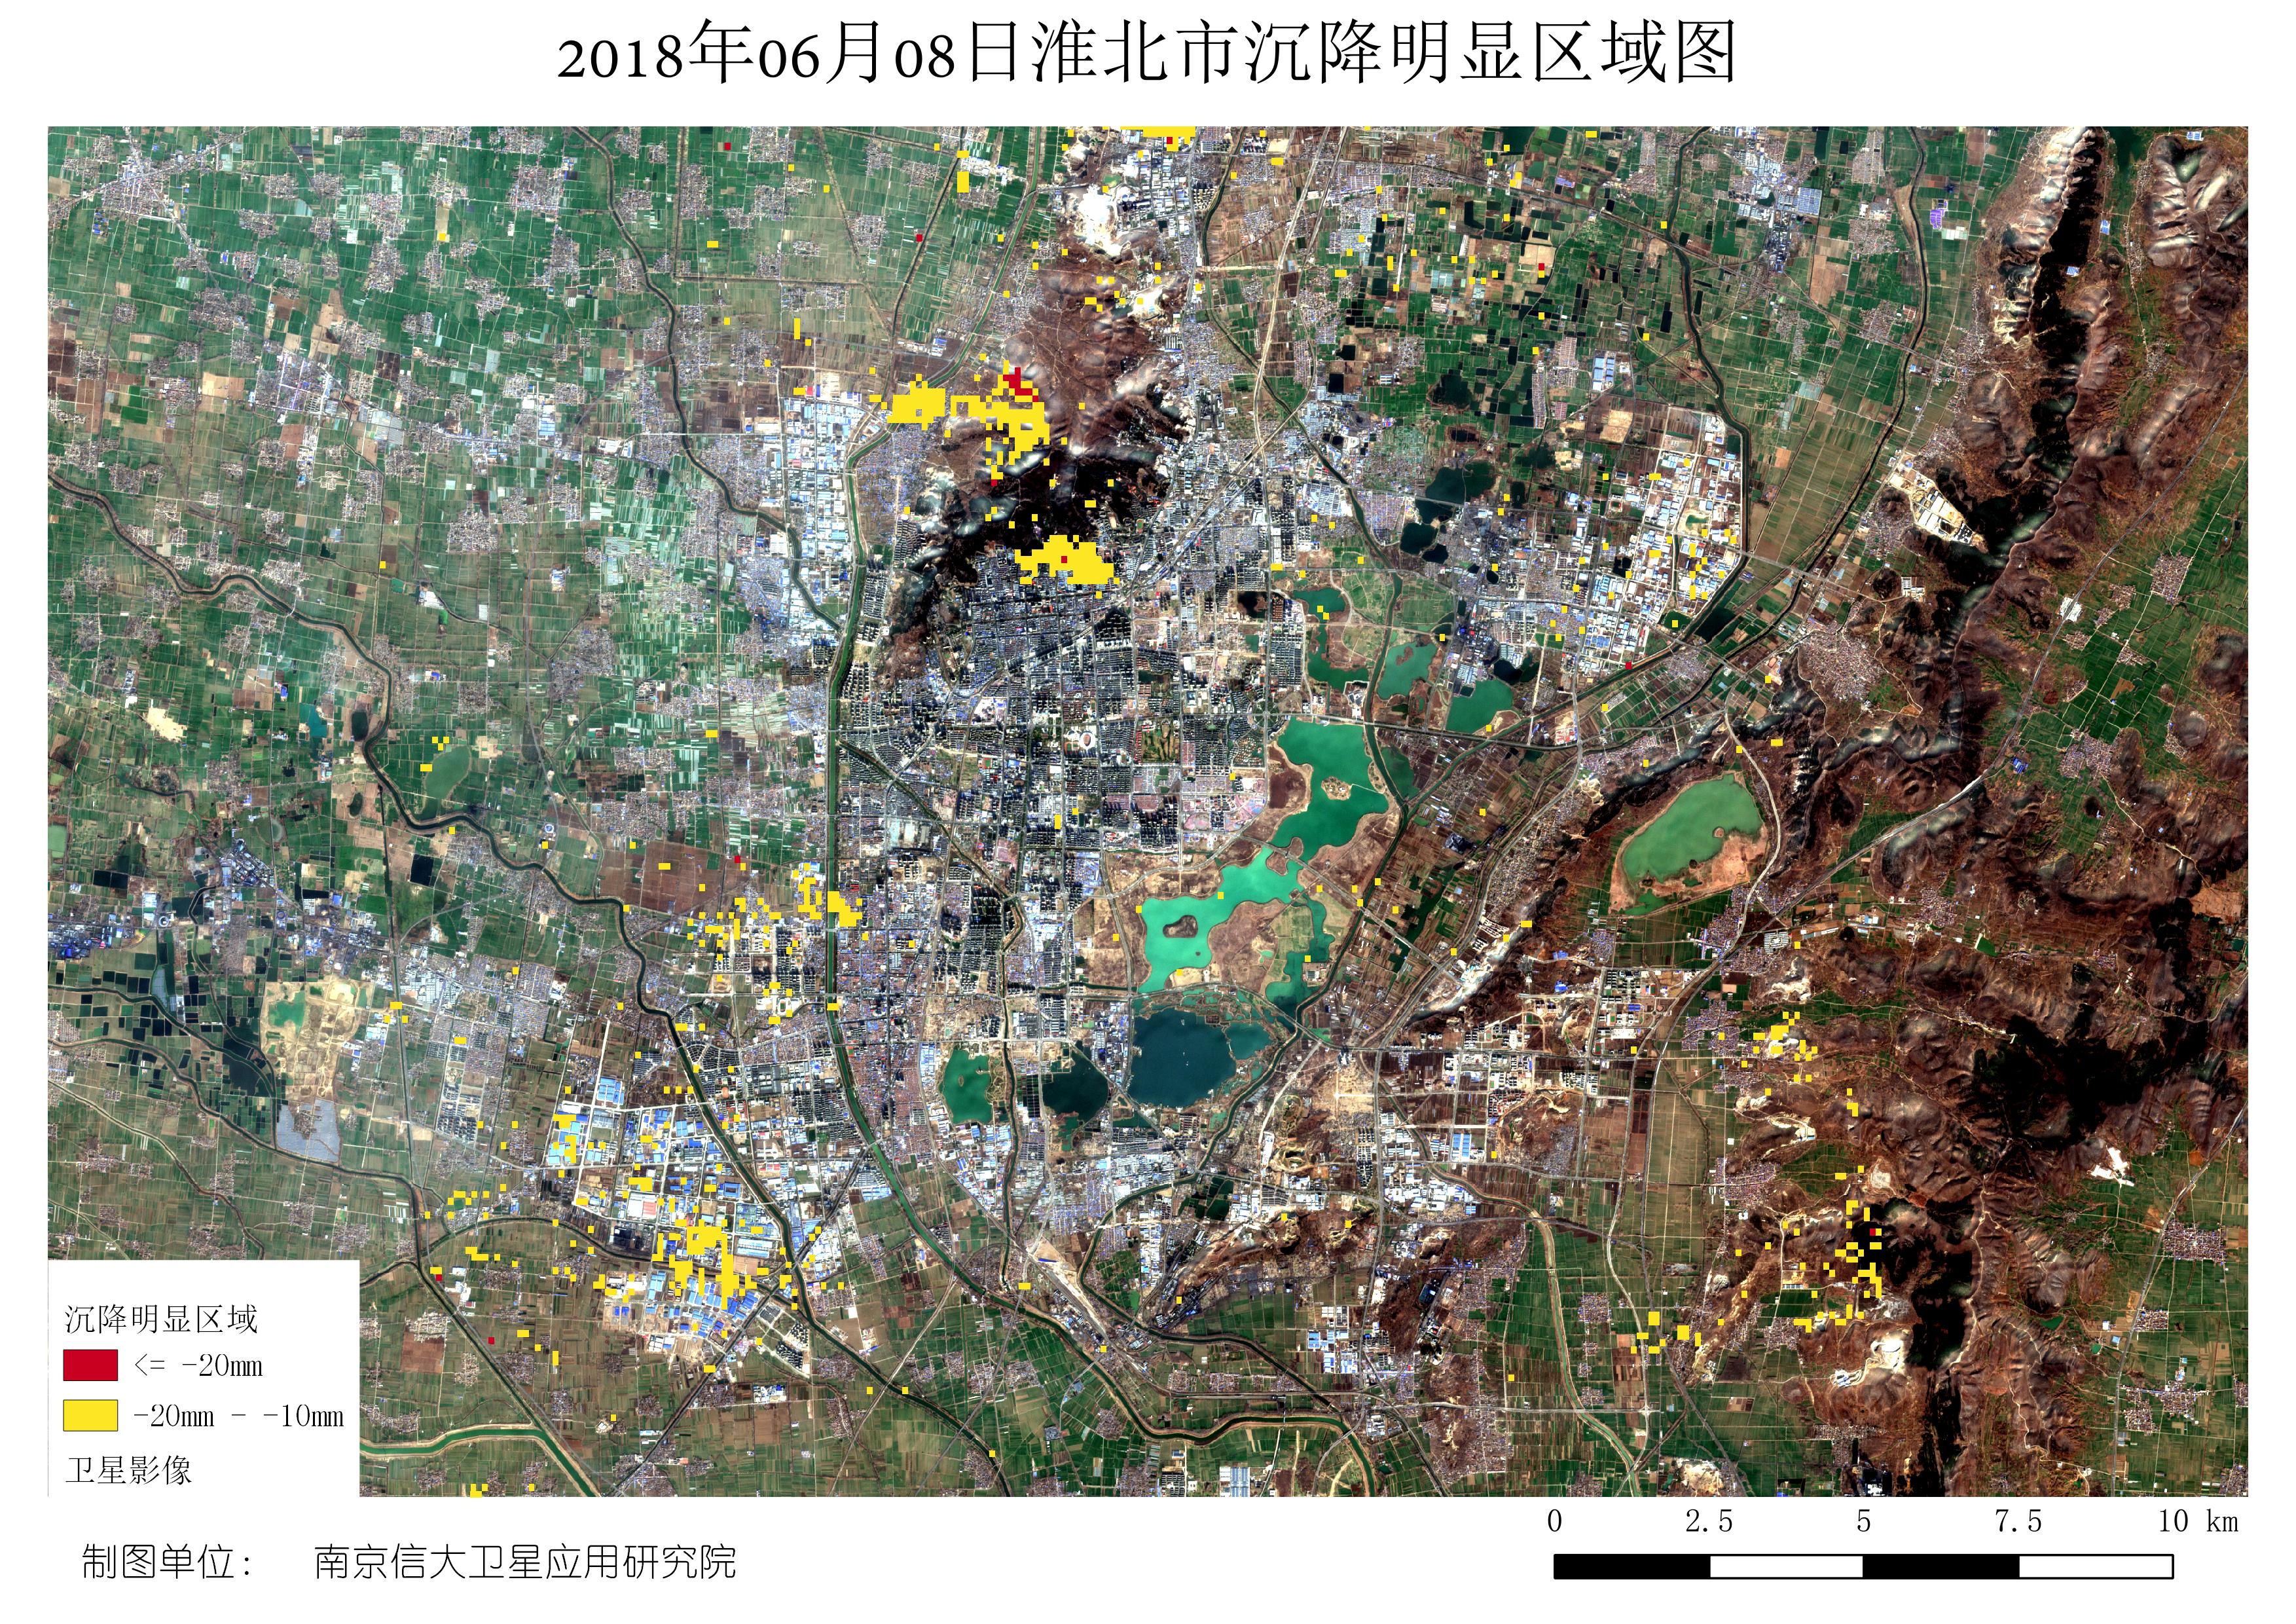 2018年06月08日淮北市沉降明显区域图
沉降明显区域
<= -20mm
-20mm - -10mm
卫星影像
0 2.5 5 7.5 10 km
制图单位: 南京信大卫星应用研究院